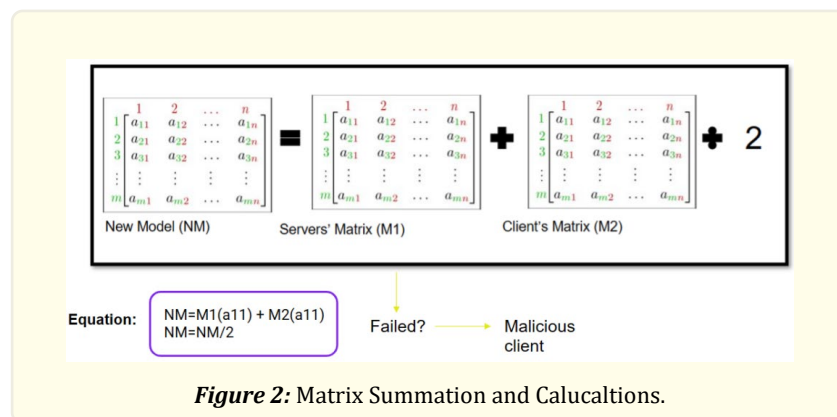 1 2 … n
1 a11 a12 … a1n
2 a21 a22 … a2n
3 a31 a32 … a3n
⋮ ⋮ ⋮ ⋮ ⋮
m am1 am2 … amn
New Model (NM)
=
1 2 … n
1 a11 a12 … a1n
2 a21 a22 … a2n
3 a31 a32 … a3n
⋮ ⋮ ⋮ ⋮ ⋮
m am1 am2 … amn
Servers' Matrix (M1)
+
1 2 … n
1 a11 a12 … a1n
2 a21 a22 … a2n
3 a31 a32 … a3n
⋮ ⋮ ⋮ ⋮ ⋮
m am1 am2 … amn
Client's Matrix (M2)
÷ 2
Equation:
NM=M1(a11) + M2(a11)
NM=NM/2
Failed?
Malicious
client
Figure 2: Matrix Summation and Calucaltions.